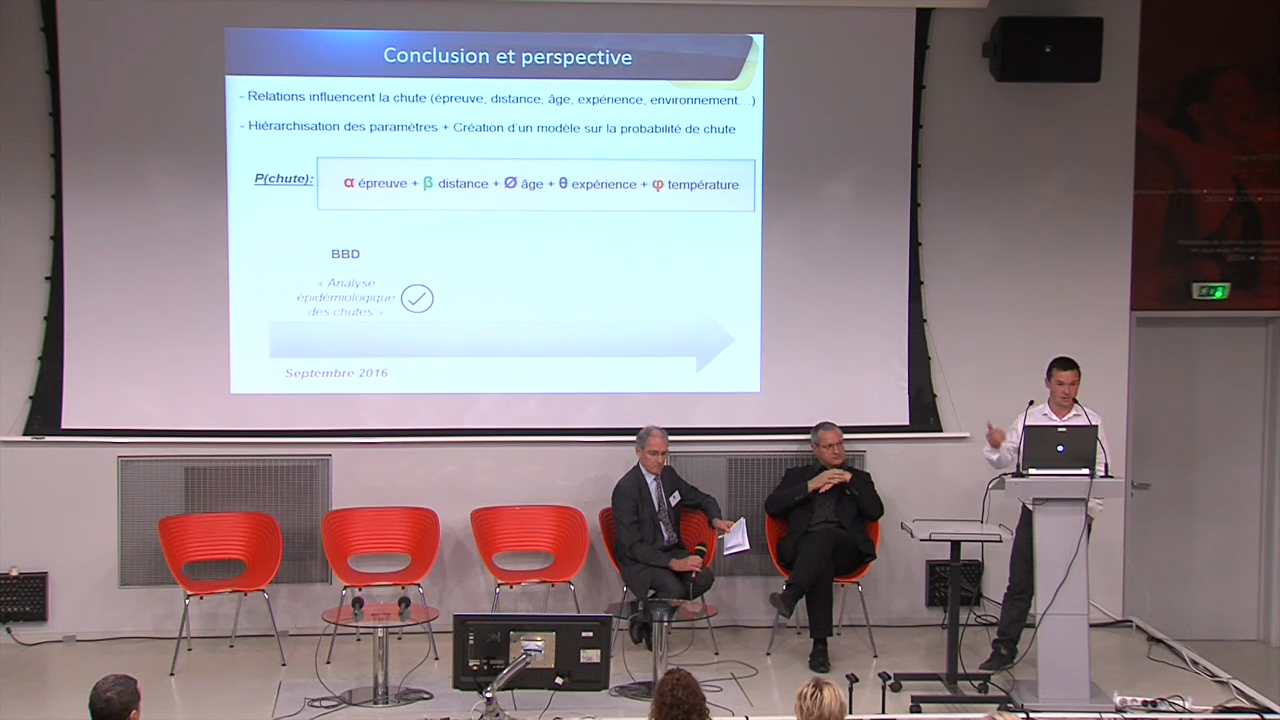 Conclusion et perspective
- Relations influencent la chute (épreuve, distance, âge, expérience, environnement…)
- Hiérarchisation des paramètres + Création d'un modèle sur la probabilité de chute
P(chute):
α épreuve + β distance + Ø âge + θ expérience + φ température
BBD
« Analyse
épidémiologique
des chutes »
Septembre 2016